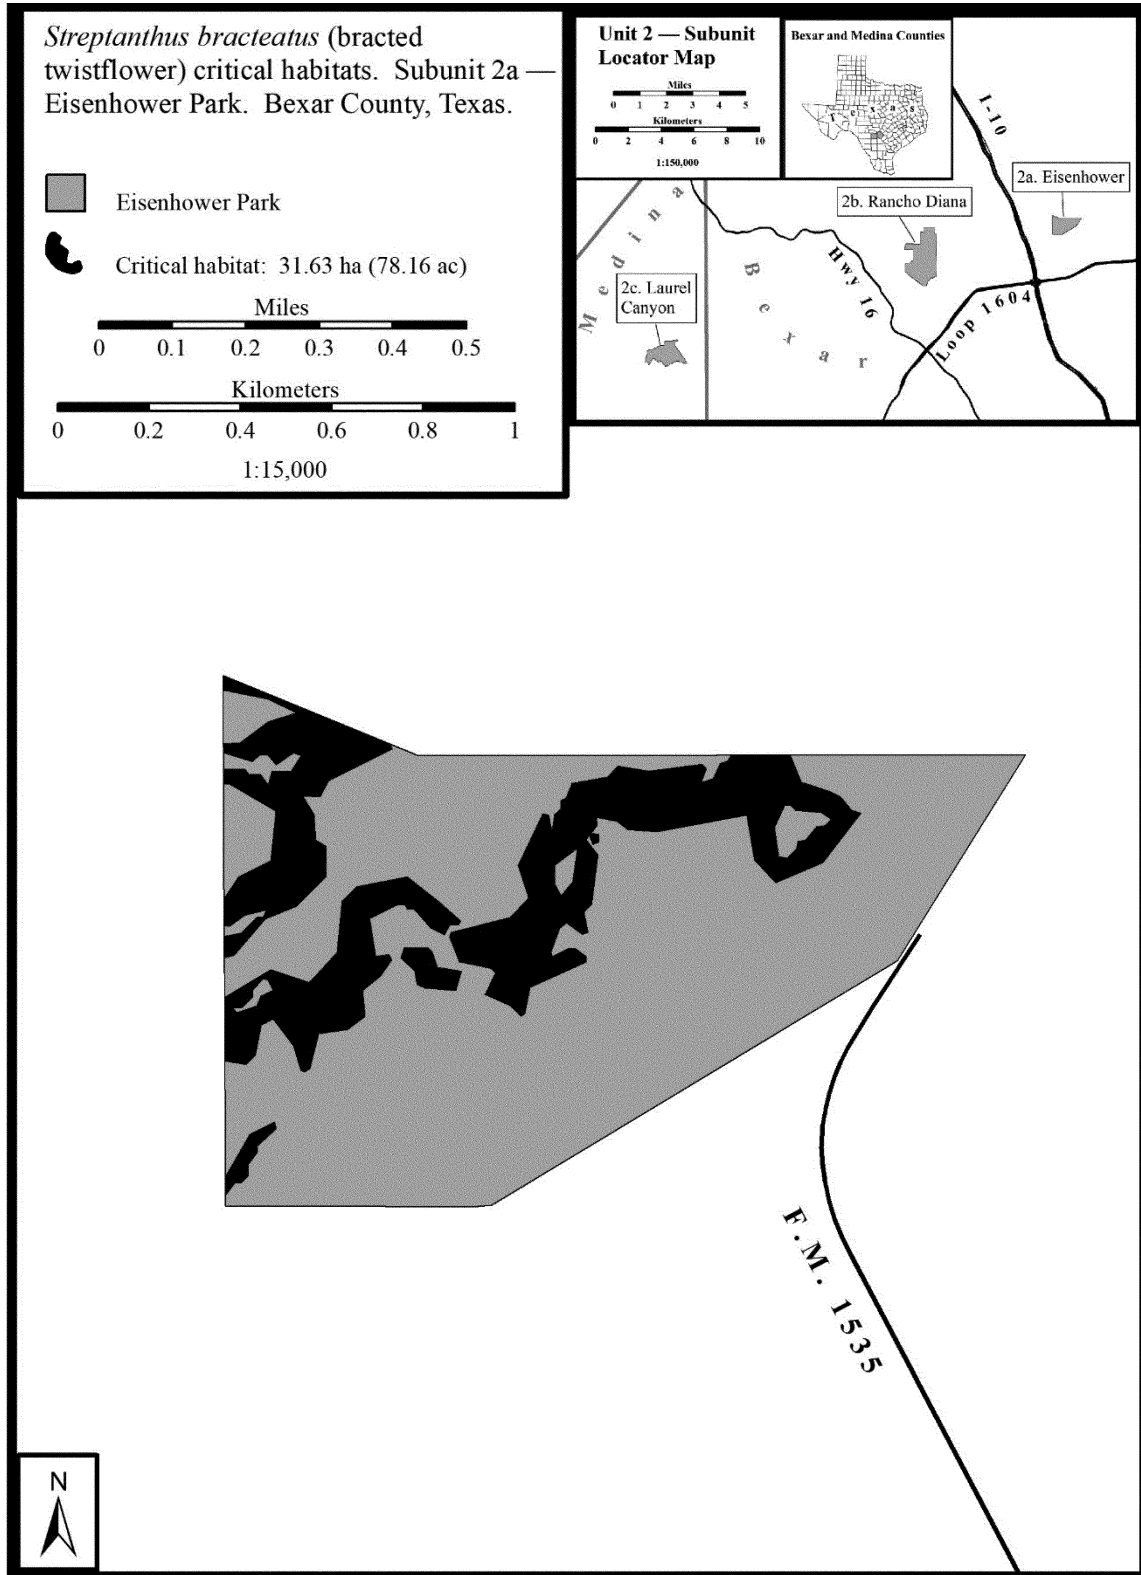 Streptanthus bracteatus (bracted
twistflower) critical habitats. Subunit 2a —
Eisenhower Park. Bexar County, Texas.
Eisenhower Park
Critical habitat: 31.63 ha (78.16 ac)
Miles
0 0.1 0.2 0.3 0.4 0.5
Kilometers
0 0.2 0.4 0.6 0.8 1
1:15,000
Unit 2 — Subunit
Locator Map
Miles
0 1 2 3 4 5
Kilometers
0 2 4 6 8 10
1:150,000
Bexar and Medina Counties
T e x a s
I-10
2a. Eisenhower
2b. Rancho Diana
Medina
Bexar
Hwy 16
2c. Laurel
Canyon
Loop 1604
F.M. 1535
N